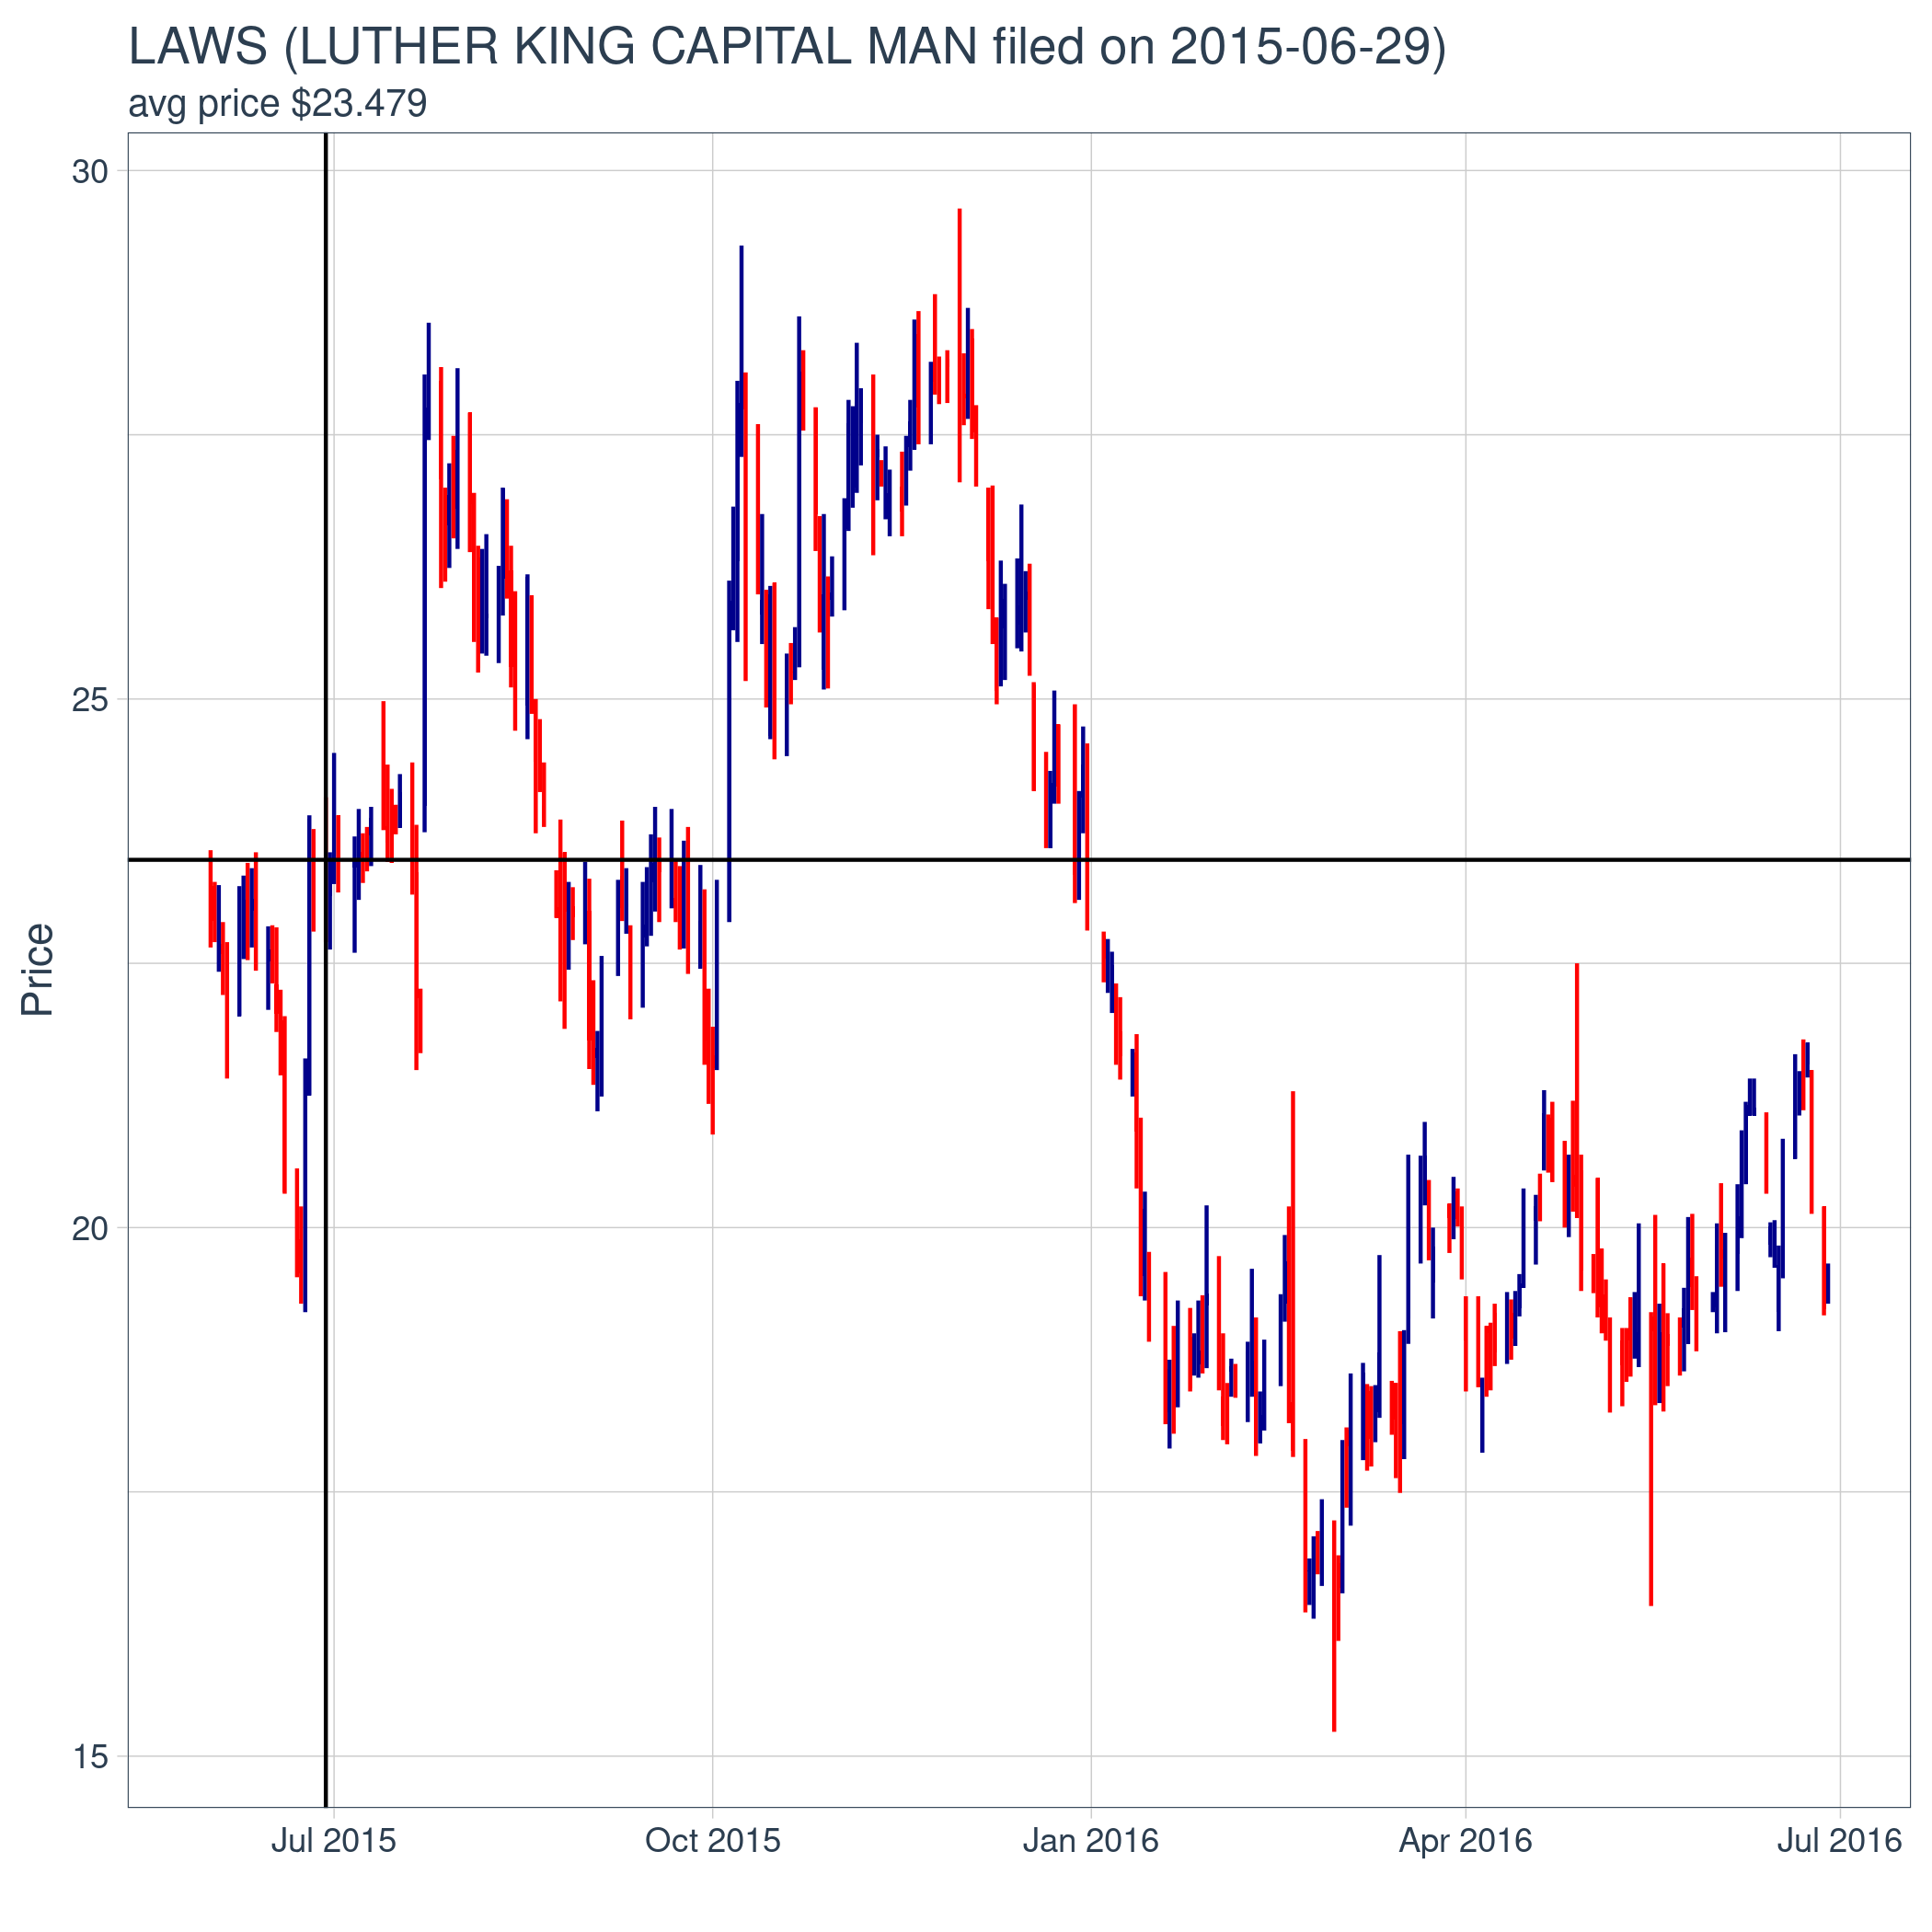 LAWS (LUTHER KING CAPITAL MAN filed on 2015-06-29)
avg price $23.479
30
25
20
15
Price
Jul 2015
Oct 2015
Jan 2016
Apr 2016
Jul 2016